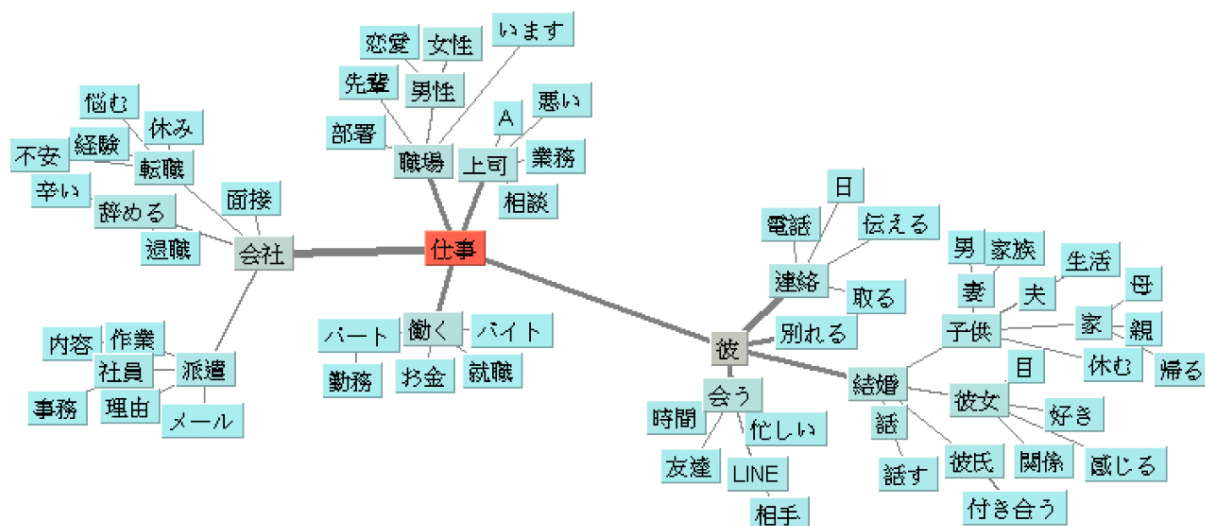 恋愛
女性
います
先輩
男性
悩む
休み
A
悪い
部署
不安
経験
転職
職場
上司
業務
辛い
辞める
面接
相談
退職
会社
仕事
日
電話
伝える
男
家族
生活
連絡
妻
夫
母
取る
子供
家
親
別れる
休む
帰る
パート
働く
バイト
彼
内容
作業
勤務
お金
就職
社員
派遣
結婚
目
会う
彼女
好き
事務
理由
時間
忙しい
話
メール
友達
LINE
話す
彼氏
関係
感じる
相手
付き合う